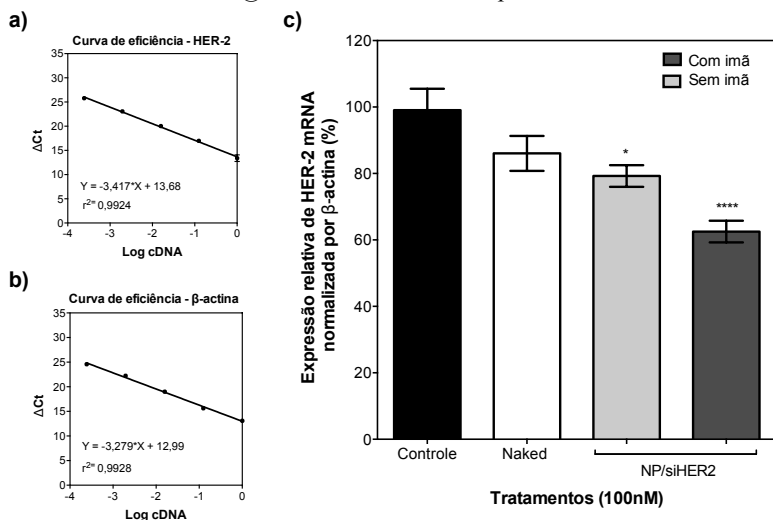 a)
Curva de eficiência - HER-2
35
30
25
20
15
10
5
0
ΔCt
Y = -3,417*X + 13,68
r²= 0,9924
-4 -3 -2 -1 0
Log cDNA
b)
Curva de eficiência - β-actina
35
30
25
20
15
10
5
0
ΔCt
Y = -3,279*X + 12,99
r²= 0,9928
-4 -3 -2 -1 0
Log cDNA
c)
120
100
80
60
40
20
0
Expressão relativa de HER-2 mRNA
normalizada por β-actina (%)
Com imã
Sem imã
*
****
Controle Naked
NP/siHER2
Tratamentos (100nM)